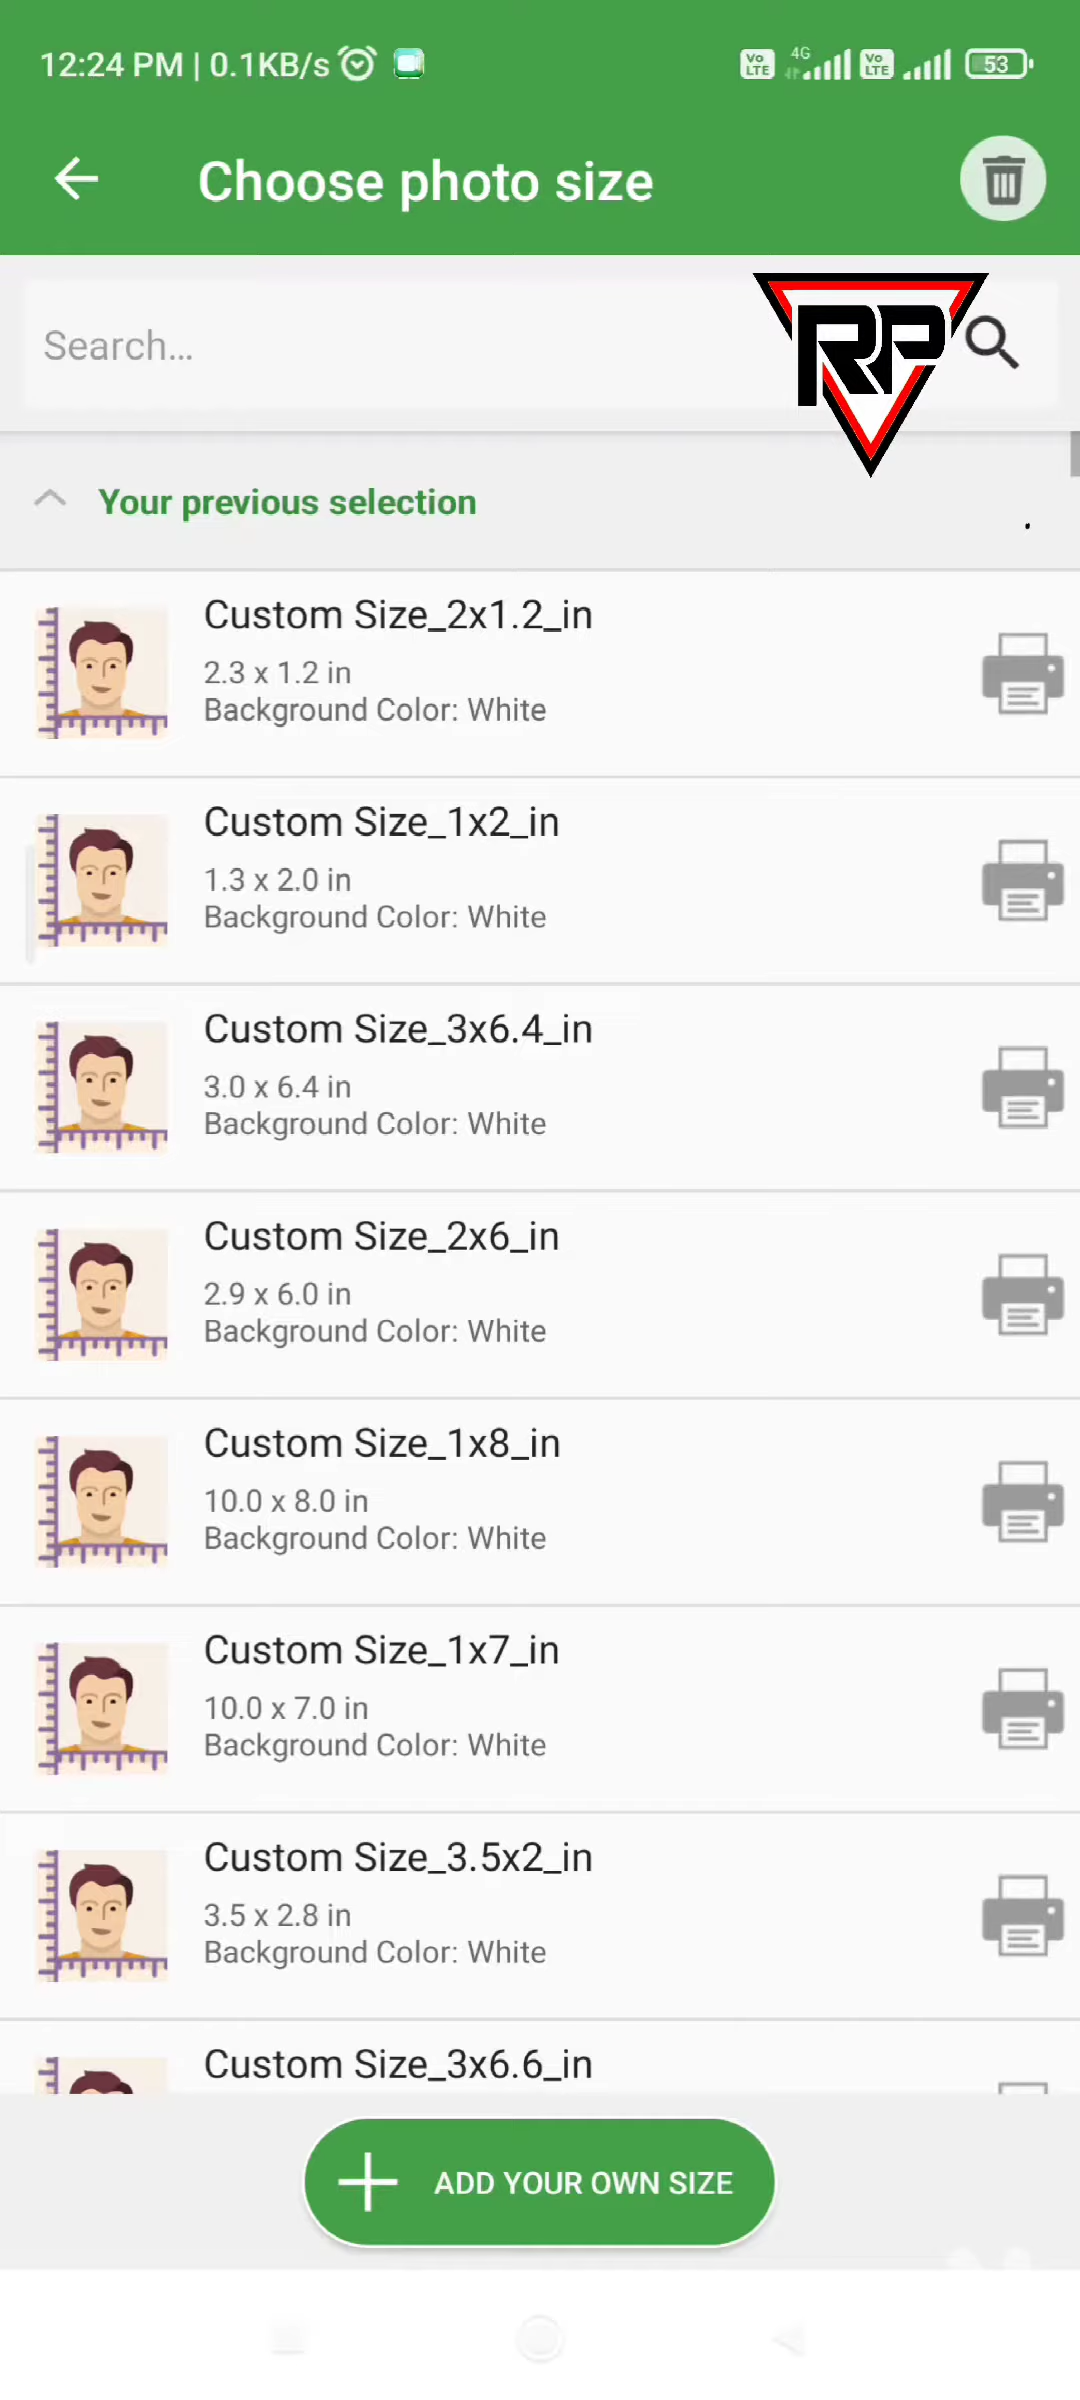 12:24 PM | 0.1KB/s
Vo LTE 4G Vo LTE 53
Choose photo size
Search...
RP
Your previous selection
Custom Size_2x1.2_in
2.3 x 1.2 in
Background Color: White
Custom Size_1x2_in
1.3 x 2.0 in
Background Color: White
Custom Size_3x6.4_in
3.0 x 6.4 in
Background Color: White
Custom Size_2x6_in
2.9 x 6.0 in
Background Color: White
Custom Size_1x8_in
10.0 x 8.0 in
Background Color: White
Custom Size_1x7_in
10.0 x 7.0 in
Background Color: White
Custom Size_3.5x2_in
3.5 x 2.8 in
Background Color: White
Custom Size_3x6.6_in
ADD YOUR OWN SIZE